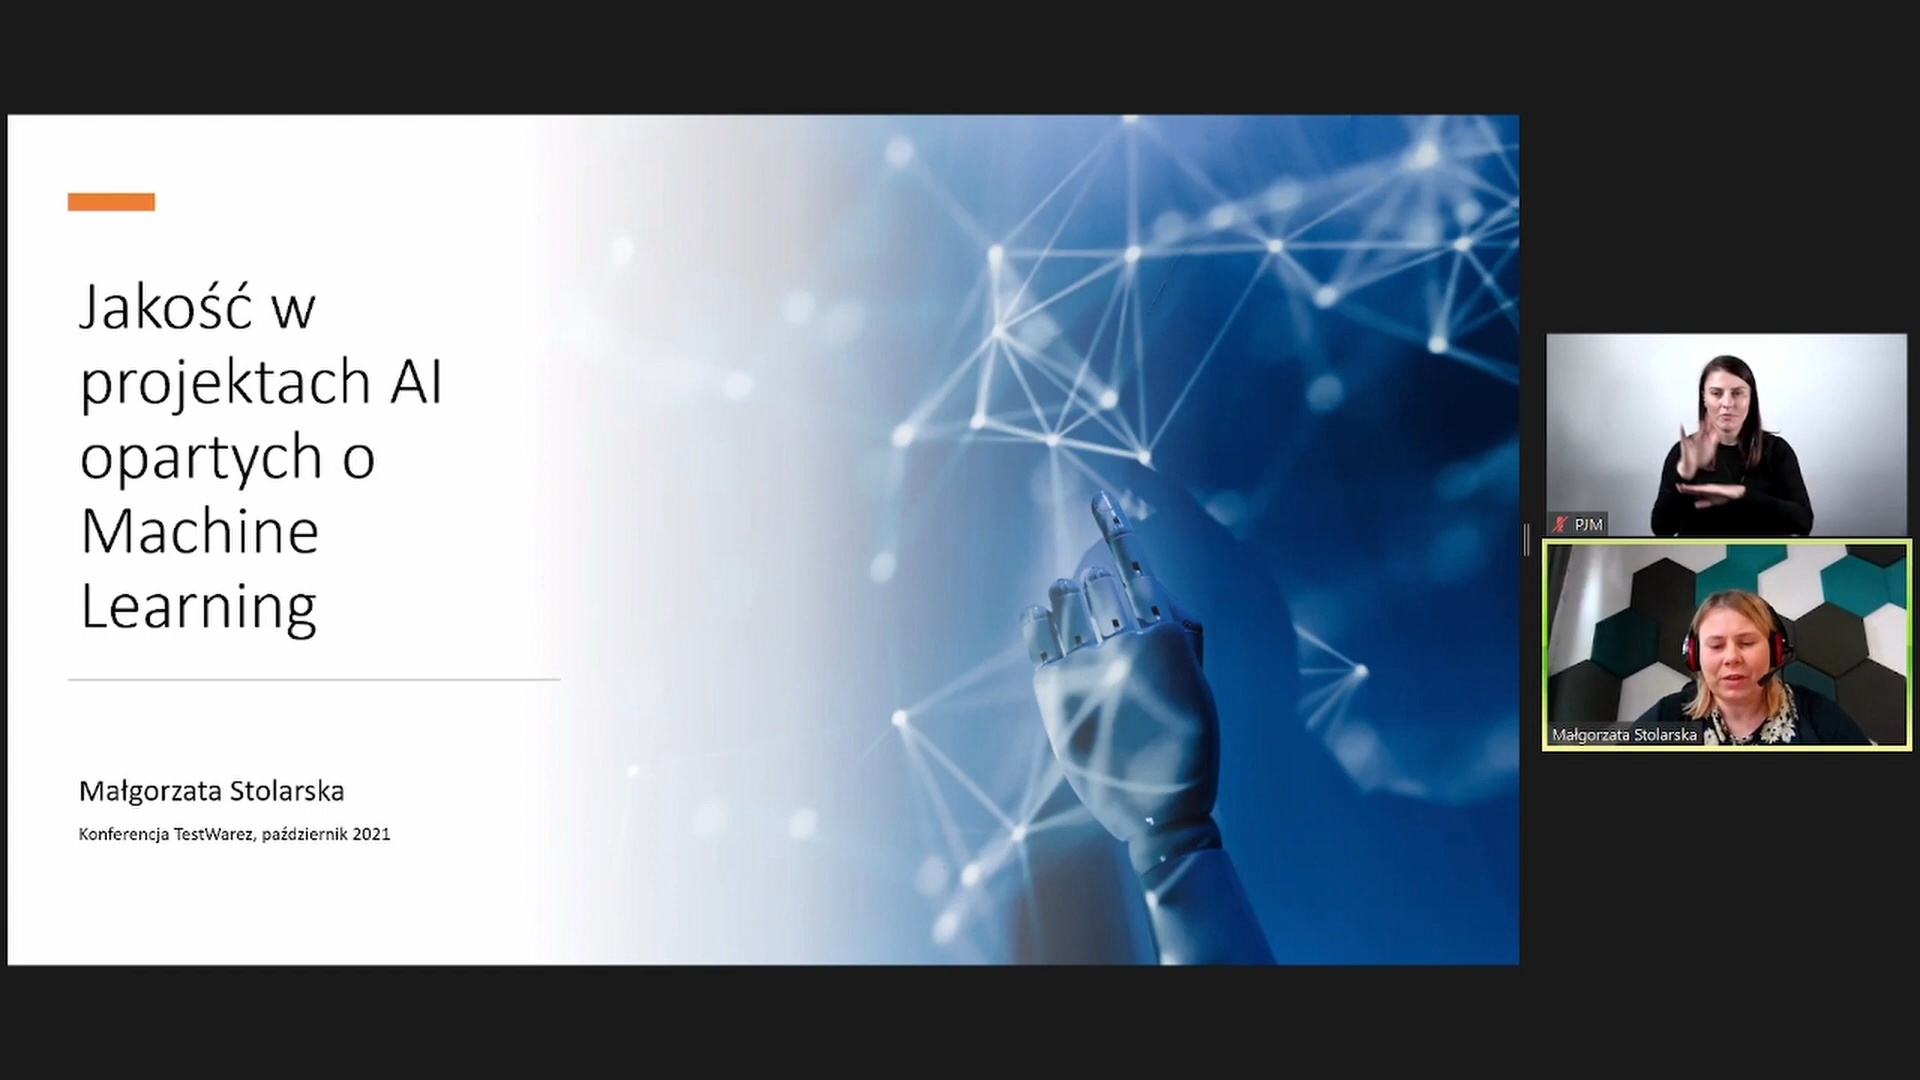 Jakość w
projektach AI
opartych o
Machine
Learning
Małgorzata Stolarska
Konferencja TestWarez, październik 2021
PJM
Małgorzata Stolarska